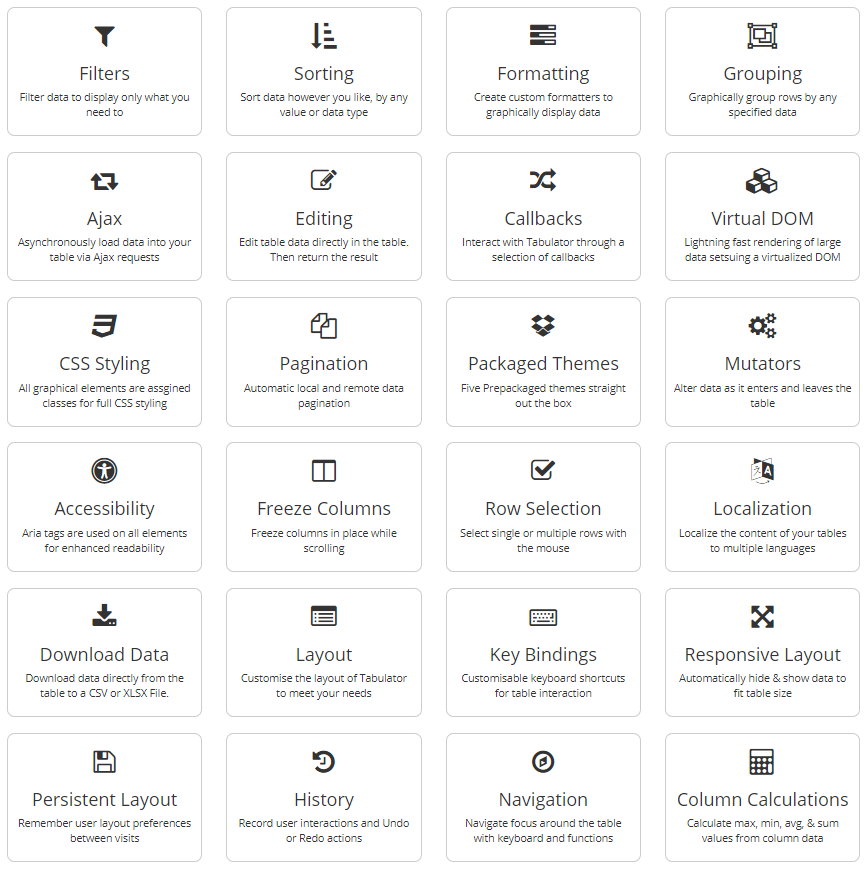 Filters
Filter data to display only what you
need to
Sorting
Sort data however you like, by any
value or data type
Formatting
Create custom formatters to
graphically display data
Grouping
Graphically group rows by any
specified data
Ajax
Asynchronously load data into your
table via Ajax requests
Editing
Edit table data directly in the table.
Then return the result
Callbacks
Interact with Tabulator through a
selection of callbacks
Virtual DOM
Lightning fast rendering of large
data setsuing a virtualized DOM
CSS Styling
All graphical elements are assgined
classes for full CSS styling
Pagination
Automatic local and remote data
pagination
Packaged Themes
Five Prepackaged themes straight
out the box
Mutators
Alter data as it enters and leaves the
table
Accessibility
Aria tags are used on all elements
for enhanced readability
Freeze Columns
Freeze columns in place while
scrolling
Row Selection
Select single or multiple rows with
the mouse
Localization
Localize the content of your tables
to multiple languages
Download Data
Download data directly from the
table to a CSV or XLSX File.
Layout
Customise the layout of Tabulator
to meet your needs
Key Bindings
Customisable keyboard shortcuts
for table interaction
Responsive Layout
Automatically hide & show data to
fit table size
Persistent Layout
Remember user layout preferences
between visits
History
Record user interactions and Undo
or Redo actions
Navigation
Navigate focus around the table
with keyboard and functions
Column Calculations
Calculate max, min, avg, & sum
values from column data